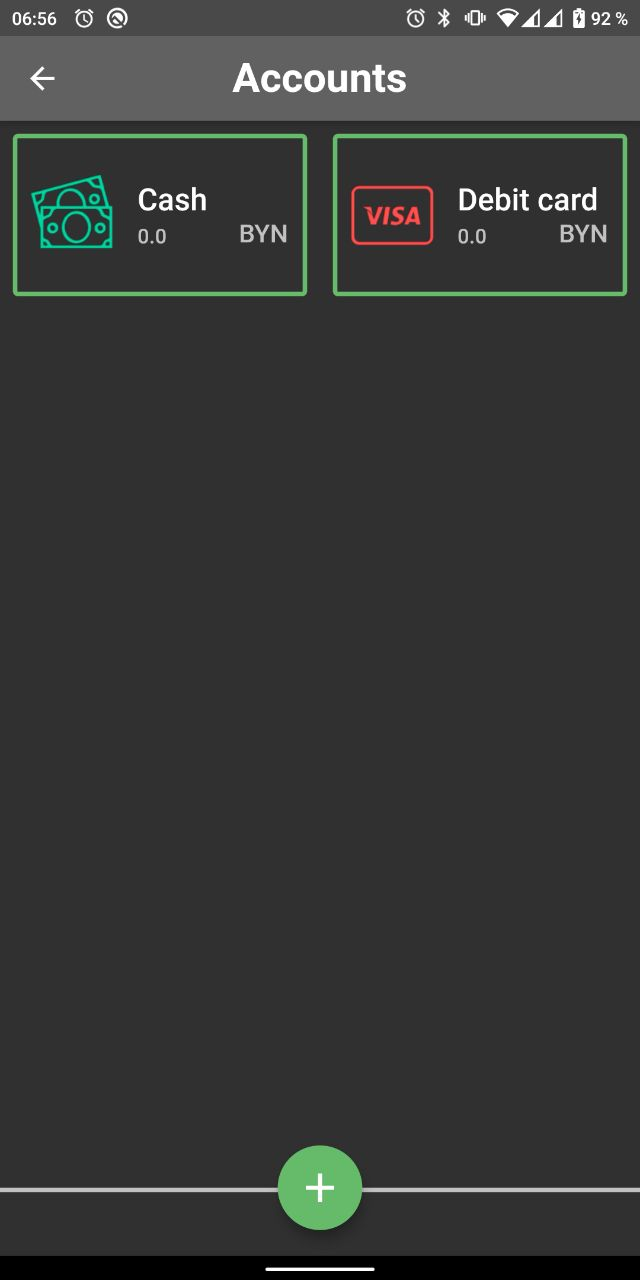 06:56 92 %
Accounts
Cash
0.0 BYN
VISA
Debit card
0.0 BYN